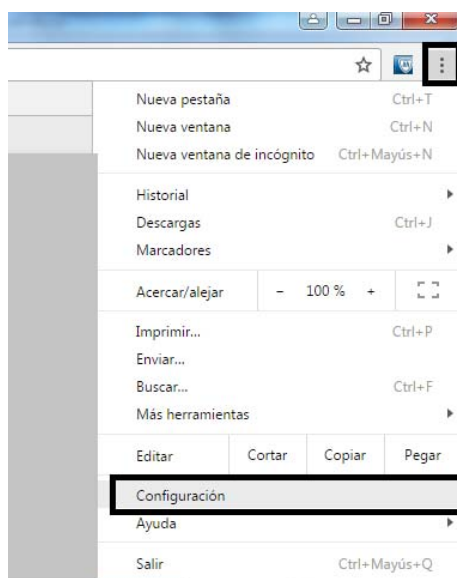 Nueva pestaña Ctrl+T
Nueva ventana Ctrl+N
Nueva ventana de incógnito Ctrl+Mayús+N
Historial
Descargas Ctrl+J
Marcadores
Acercar/alejar - 100 % +
Imprimir... Ctrl+P
Enviar...
Buscar... Ctrl+F
Más herramientas
Editar Cortar Copiar Pegar
Configuración
Ayuda
Salir Ctrl+Mayús+Q